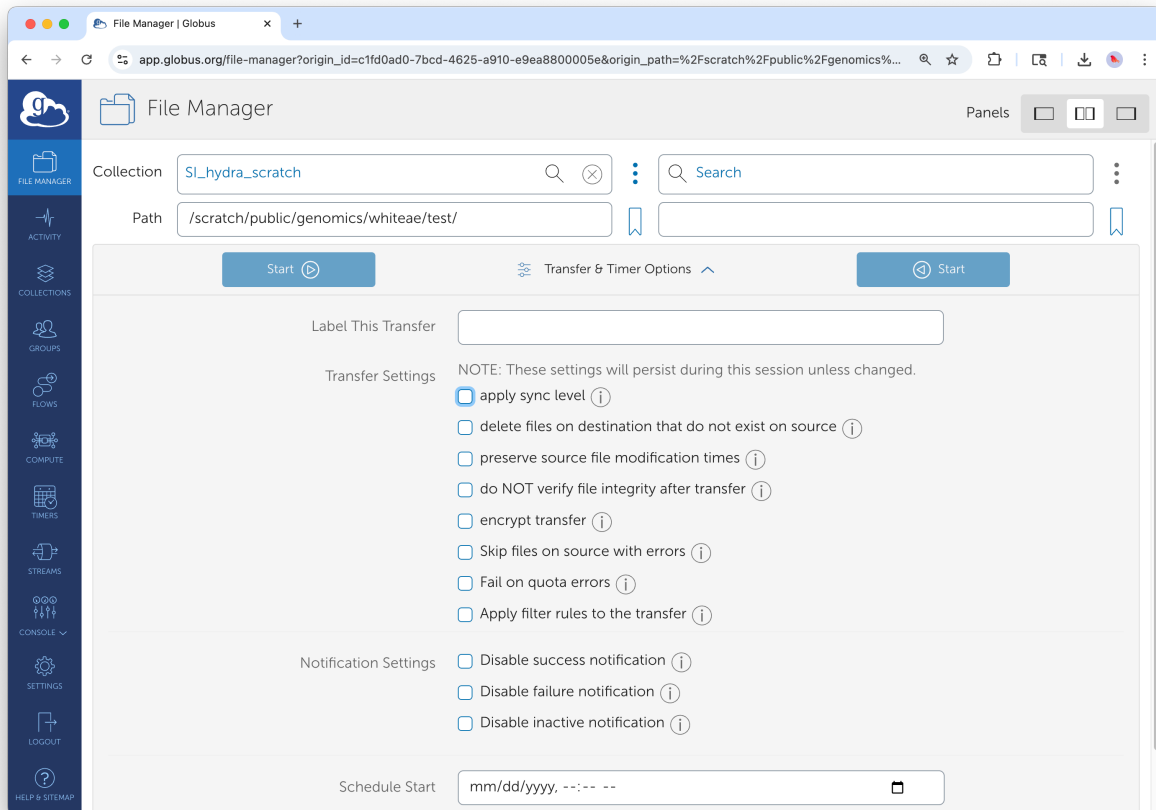 File Manager | Globus
app.globus.org/file-manager?origin_id=c1fd0ad0-7bcd-4625-a910-e9ea8800005e&origin_path=%2Fscratch%2Fpublic%2Fgenomics%...
g
File Manager
Panels
FILE MANAGER
ACTIVITY
COLLECTIONS
GROUPS
FLOWS
COMPUTE
TIMERS
STREAMS
CONSOLE
SETTINGS
LOGOUT
HELP & SITEMAP
Collection
SI_hydra_scratch
Search
Path
/scratch/public/genomics/whiteae/test/
Start
Transfer & Timer Options
Start
Label This Transfer
Transfer Settings
NOTE: These settings will persist during this session unless changed.
apply sync level
delete files on destination that do not exist on source
preserve source file modification times
do NOT verify file integrity after transfer
encrypt transfer
Skip files on source with errors
Fail on quota errors
Apply filter rules to the transfer
Notification Settings
Disable success notification
Disable failure notification
Disable inactive notification
Schedule Start
mm/dd/yyyy, --:-- --